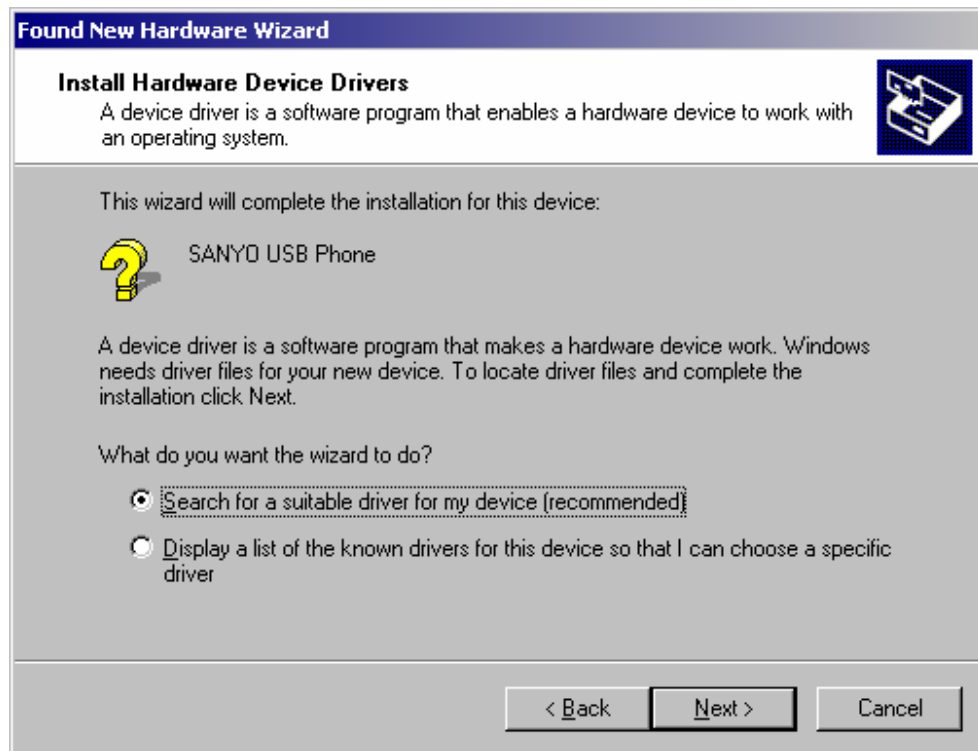 Found New Hardware Wizard
Install Hardware Device Drivers
A device driver is a software program that enables a hardware device to work with
an operating system.
This wizard will complete the installation for this device:
SANYO USB Phone
A device driver is a software program that makes a hardware device work. Windows
needs driver files for your new device. To locate driver files and complete the
installation click Next.
What do you want the wizard to do?
Search for a suitable driver for my device (recommended)
Display a list of the known drivers for this device so that I can choose a specific
driver
< Back
Next >
Cancel